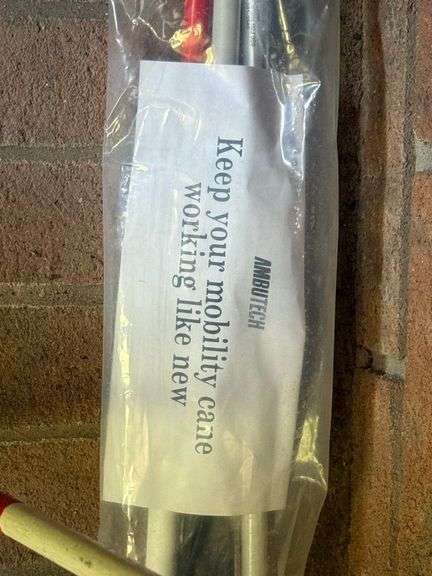 AMBUTECH
Keep your mobility cane
working like new